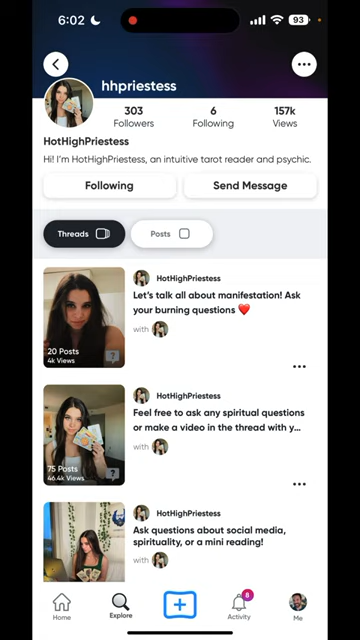 6:02
93
hhpriestess
303
Followers
6
Following
157k
Views
HotHighPriestess
Hi! I'm HotHighPriestess, an intuitive tarot reader and psychic.
Following
Send Message
Threads
Posts
HotHighPriestess
Let's talk all about manifestation! Ask
your burning questions ❤️
with
20 Posts
4k Views
?
HotHighPriestess
Feel free to ask any spiritual questions
or make a video in the thread with y...
with
75 Posts
46.4k Views
?
HotHighPriestess
Ask questions about social media,
spirituality, or a mini reading!
with
Home
Explore
8
Activity
Me